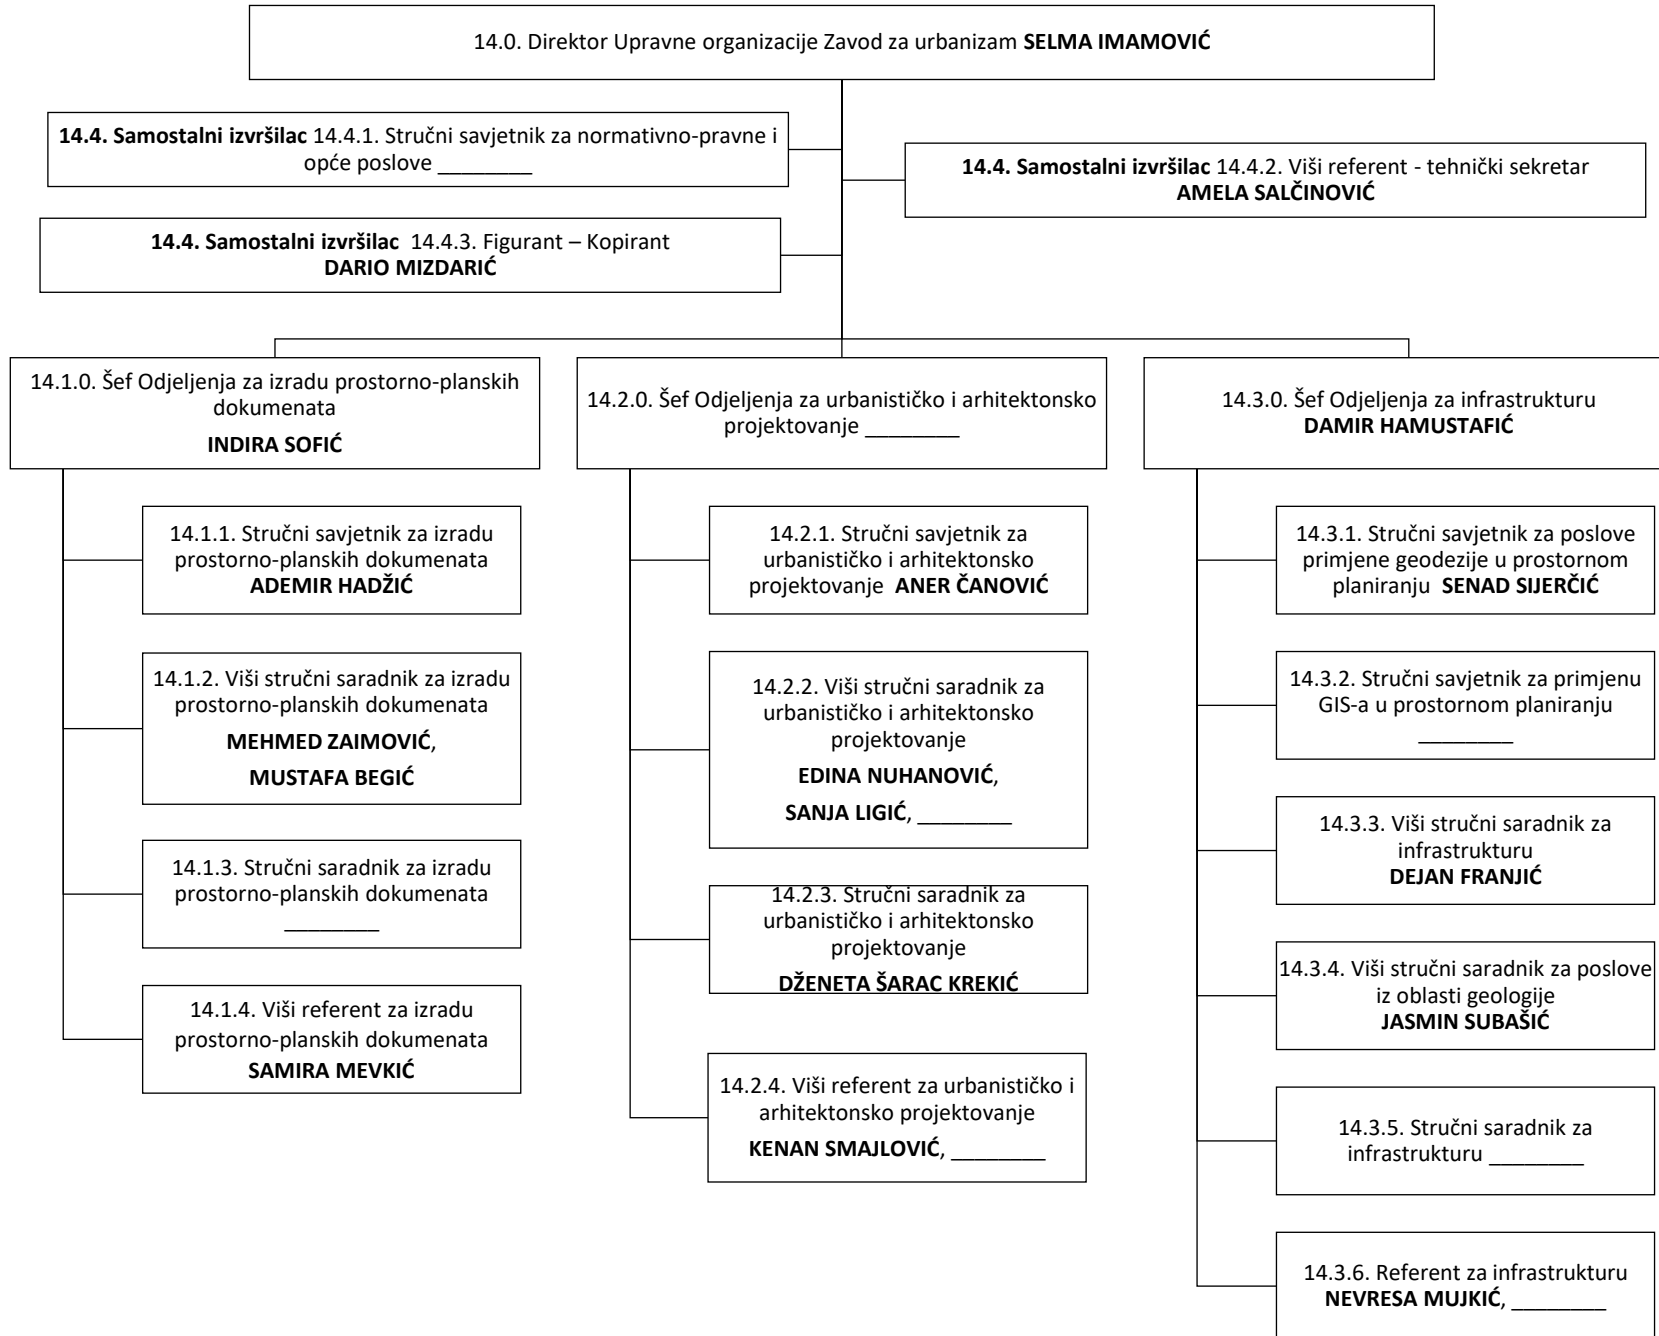 14.0. Direktor Upravne organizacije Zavod za urbanizam SELMA IMAMOVIĆ
14.4. Samostalni izvršilac 14.4.1. Stručni savjetnik za normativno-pravne i
opće poslove ________
14.4. Samostalni izvršilac 14.4.2. Viši referent - tehnički sekretar
AMELA SALČINOVIĆ
14.4. Samostalni izvršilac 14.4.3. Figurant – Kopirant
DARIO MIZDARIĆ
14.1.0. Šef Odjeljenja za izradu prostorno-planskih
dokumenata
INDIRA SOFIĆ
14.1.1. Stručni savjetnik za izradu
prostorno-planskih dokumenata
ADEMIR HADŽIĆ
14.1.2. Viši stručni saradnik za izradu
prostorno-planskih dokumenata
MEHMED ZAIMOVIĆ,
MUSTAFA BEGIĆ
14.1.3. Stručni saradnik za izradu
prostorno-planskih dokumenata
________
14.1.4. Viši referent za izradu
prostorno-planskih dokumenata
SAMIRA MEVKIĆ
14.2.0. Šef Odjeljenja za urbanističko i arhitektonsko
projektovanje ________
14.2.1. Stručni savjetnik za
urbanističko i arhitektonsko
projektovanje ANER ČANOVIĆ
14.2.2. Viši stručni saradnik za
urbanističko i arhitektonsko
projektovanje
EDINA NUHANOVIĆ,
SANJA LIGIĆ, ________
14.2.3. Stručni saradnik za
urbanističko i arhitektonsko
projektovanje
DŽENETA ŠARAC KREKIĆ
14.2.4. Viši referent za urbanističko i
arhitektonsko projektovanje
KENAN SMAJLOVIĆ, ________
14.3.0. Šef Odjeljenja za infrastrukturu
DAMIR HAMUSTAFIĆ
14.3.1. Stručni savjetnik za poslove
primjene geodezije u prostornom
planiranju SENAD SIJERČIĆ
14.3.2. Stručni savjetnik za primjenu
GIS-a u prostornom planiranju
________
14.3.3. Viši stručni saradnik za
infrastrukturu
DEJAN FRANJIĆ
14.3.4. Viši stručni saradnik za poslove
iz oblasti geologije
JASMIN SUBAŠIĆ
14.3.5. Stručni saradnik za
infrastrukturu ________
14.3.6. Referent za infrastrukturu
NEVRESA MUJKIĆ, ________